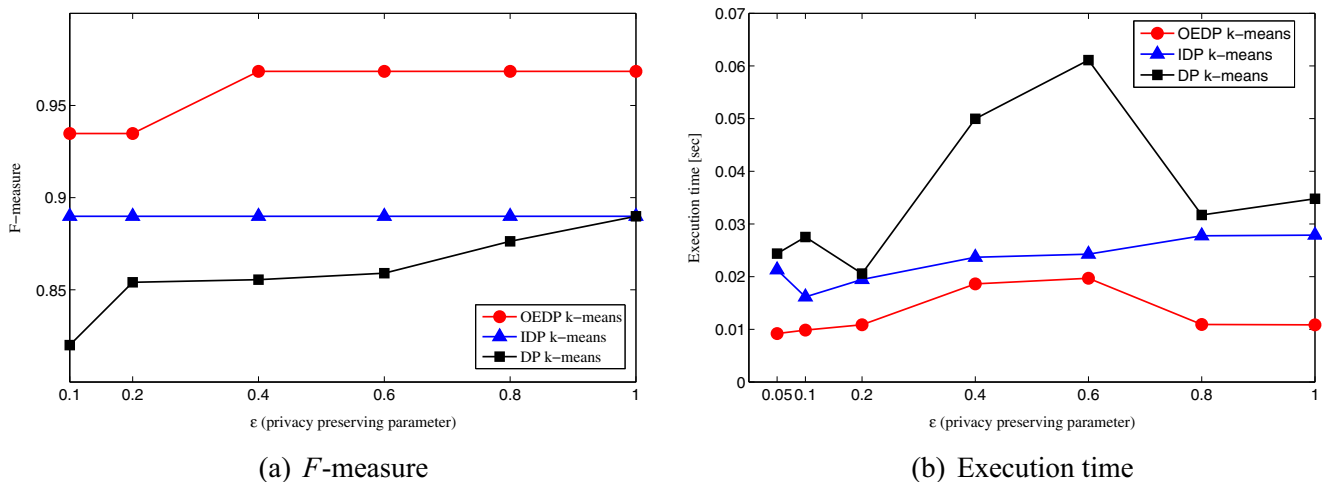 0.95
0.9
0.85
F−measure
OEDP k−means
IDP k−means
DP k−means
0.1 0.2 0.4 0.6 0.8 1
ε (privacy preserving parameter)
(a) F-measure
0.07
0.06
0.05
0.04
0.03
0.02
0.01
0
Execution time [sec]
OEDP k−means
IDP k−means
DP k−means
0.05 0.1 0.2 0.4 0.6 0.8 1
ε (privacy preserving parameter)
(b) Execution time